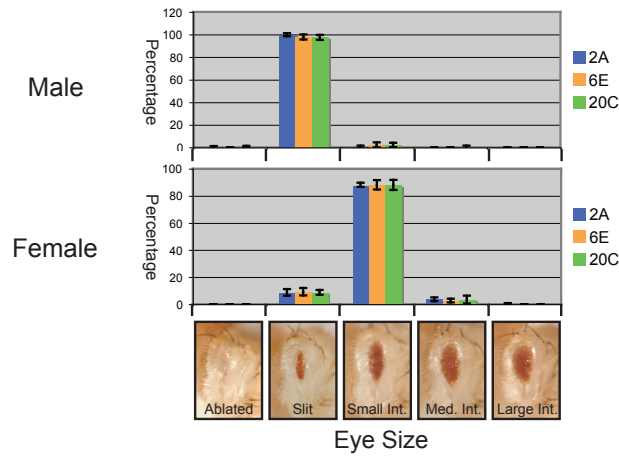 Male
Percentage
120
100
80
60
40
20
0
2A
6E
20C
Female
Percentage
100
80
60
40
20
0
2A
6E
20C
Ablated Slit Small Int. Med. Int. Large Int.
Eye Size